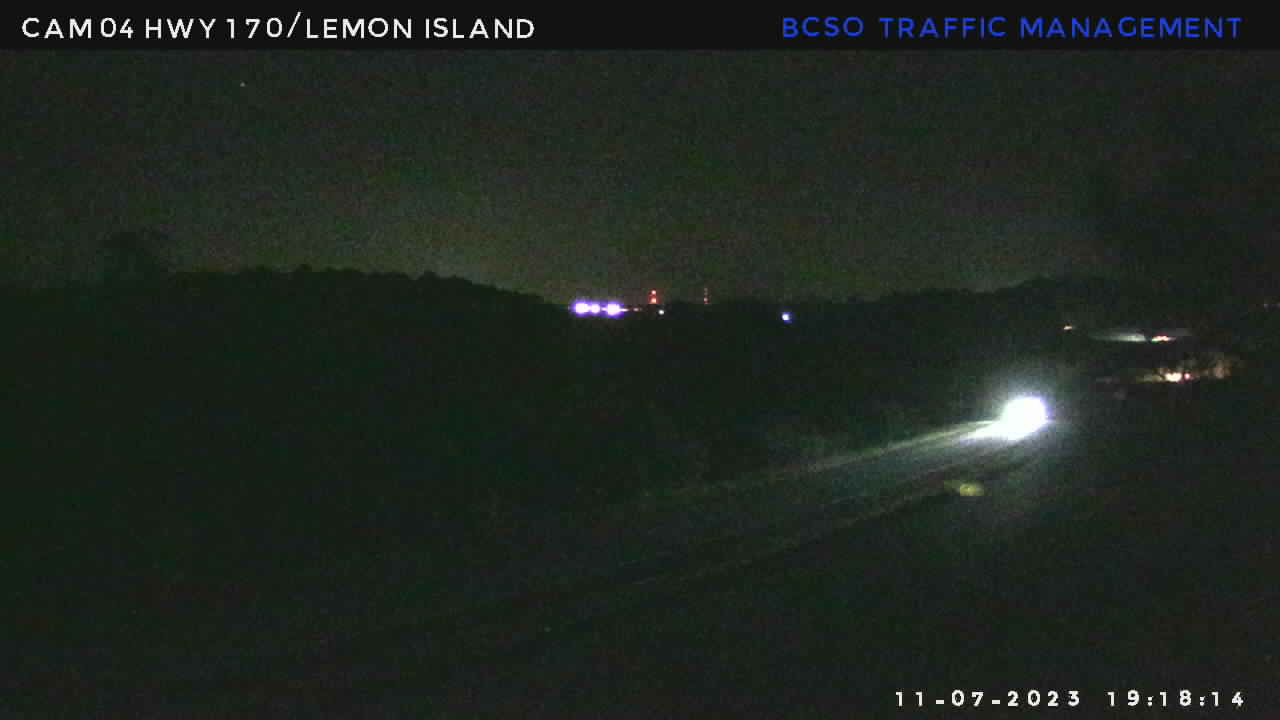 CAM04 HWY 170/LEMON ISLAND
BCSO TRAFFIC MANAGEMENT
11-07-2023 19:18:14